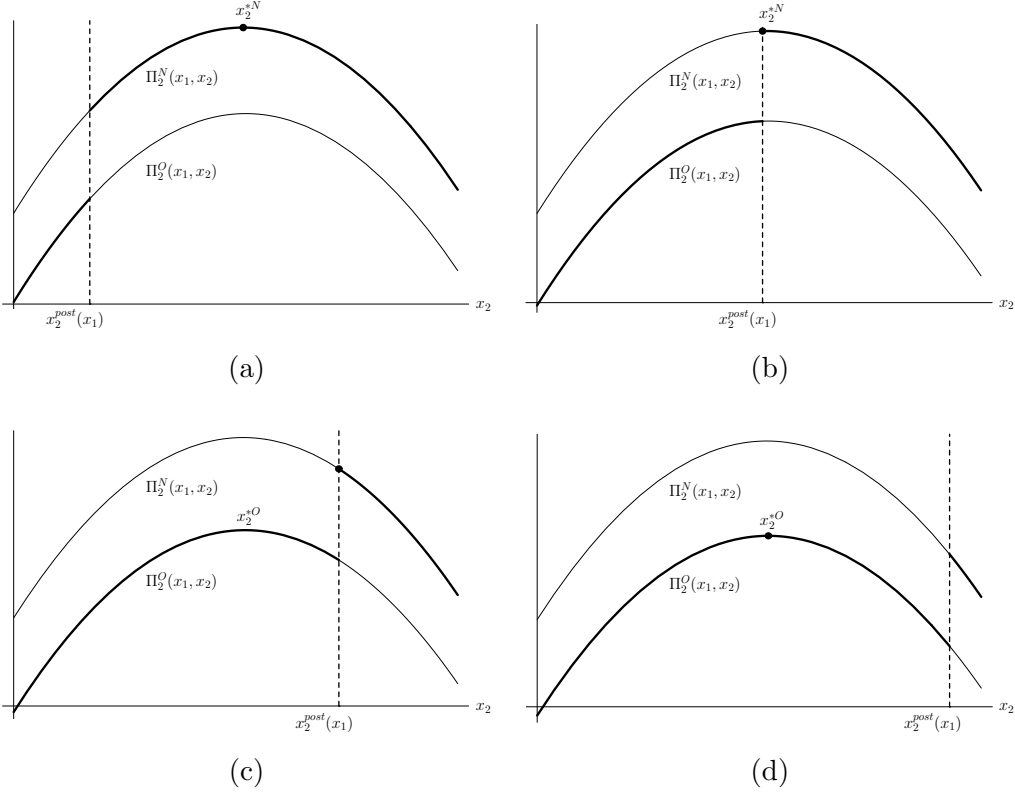 x_2^{*N}
Π_2^N(x_1, x_2)
Π_2^O(x_1, x_2)
x_2
x_2^{post}(x_1)
(a)
x_2^{*N}
Π_2^N(x_1, x_2)
Π_2^O(x_1, x_2)
x_2
x_2^{post}(x_1)
(b)
Π_2^N(x_1, x_2)
x_2^{*O}
Π_2^O(x_1, x_2)
x_2
x_2^{post}(x_1)
(c)
Π_2^N(x_1, x_2)
x_2^{*O}
Π_2^O(x_1, x_2)
x_2
x_2^{post}(x_1)
(d)